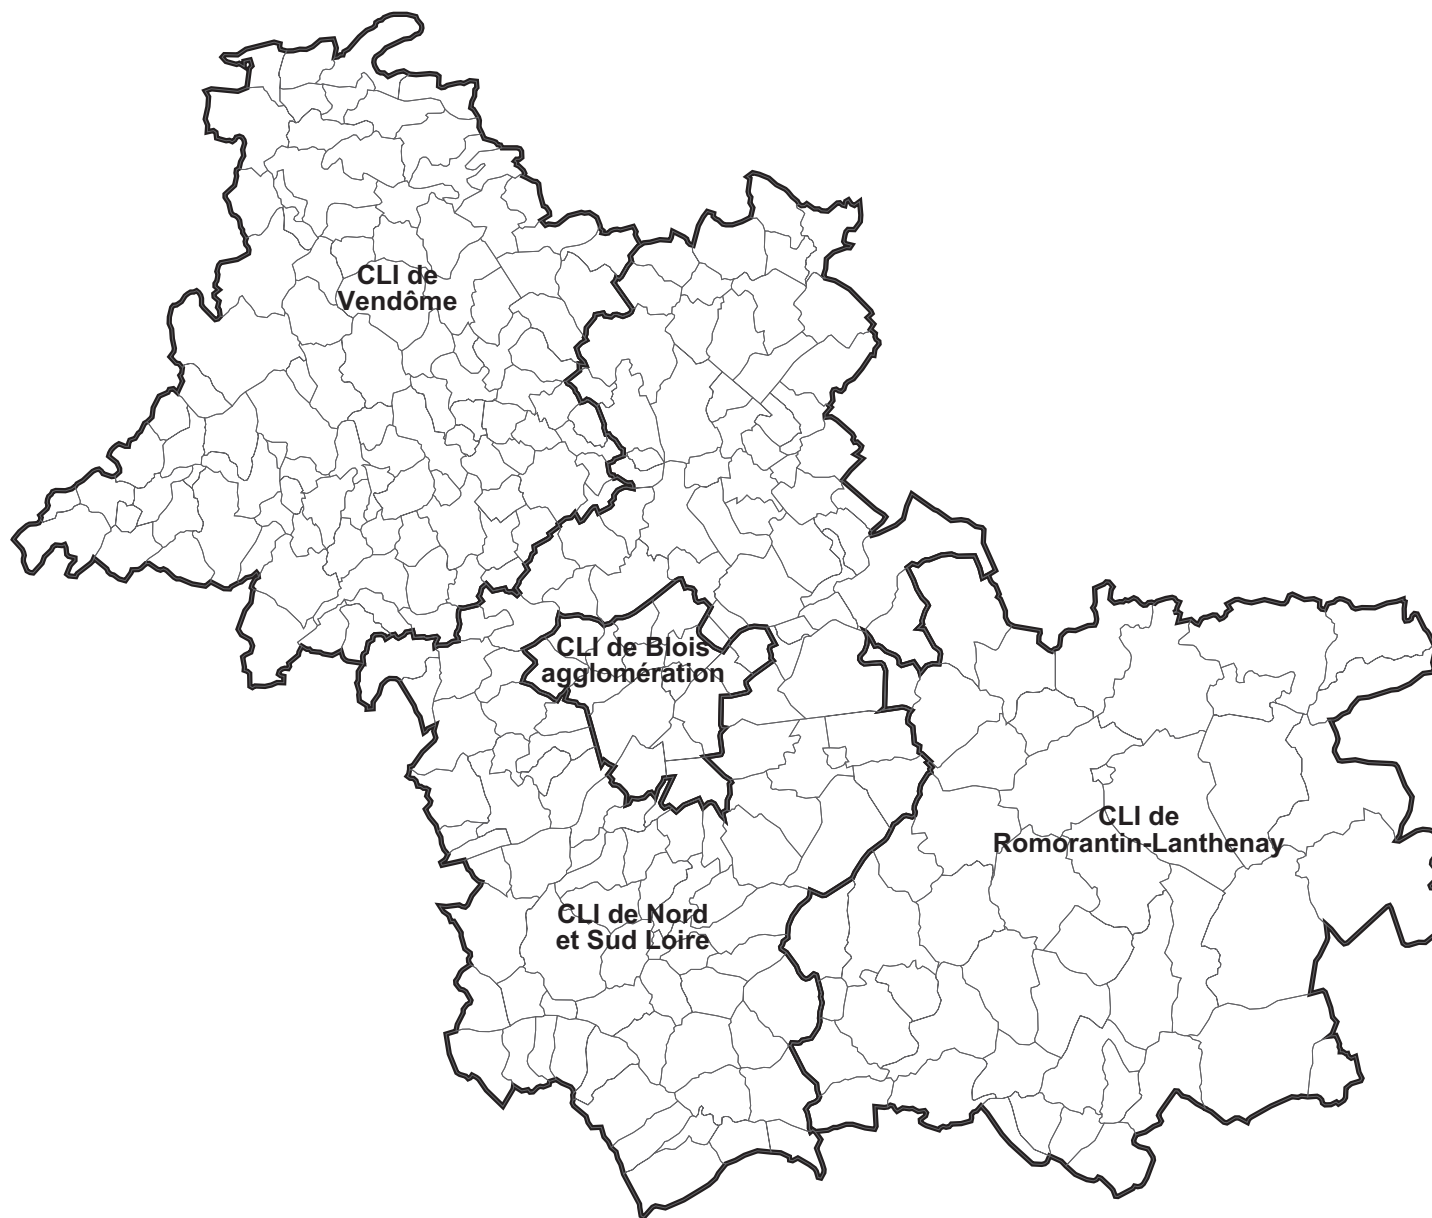 CLI de
Vendôme
CLI de Blois
agglomération
CLI de
Romorantin-Lanthenay
CLI de Nord
et Sud Loire